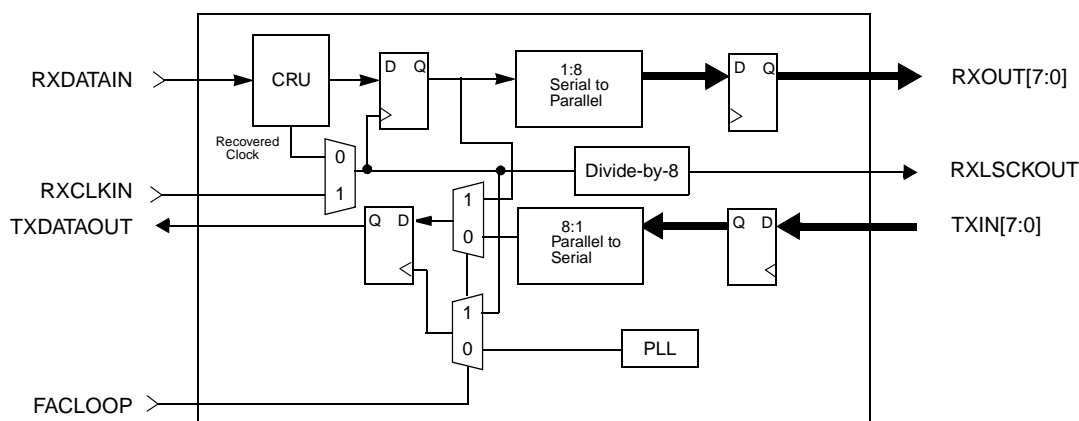 RXDATAIN
CRU
D Q
1:8
Serial to
Parallel
D Q
RXOUT[7:0]
Recovered
Clock
0
1
RXCLKIN
Divide-by-8
RXLSCKOUT
TXDATAOUT
Q D
1
0
8:1
Parallel to
Serial
Q D
TXIN[7:0]
1
0
PLL
FACLOOP